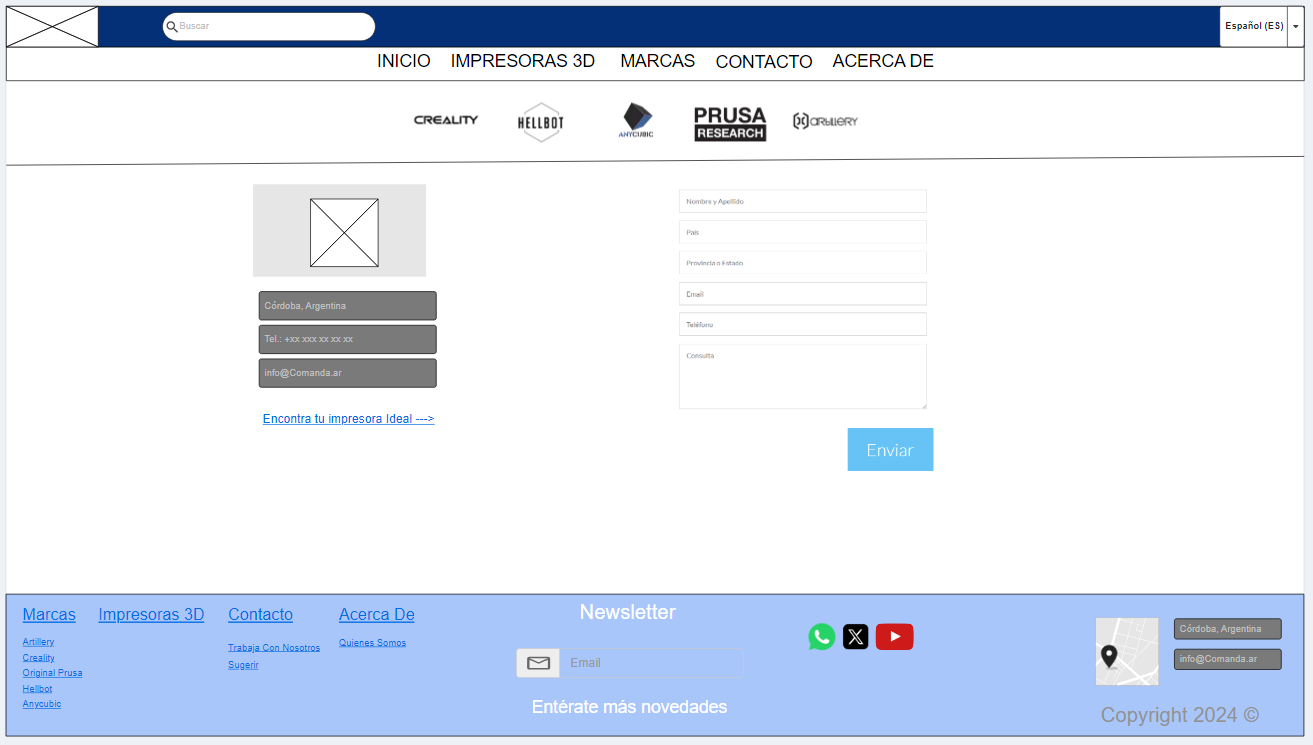 Buscar
Español (ES)
INICIO IMPRESORAS 3D MARCAS CONTACTO ACERCA DE
CREALITY
HELLBOT
ANYCUBIC
PRUSA
RESEARCH
ARTILLERY
Córdoba, Argentina
Tel.: +xx xxx xx xx xx
info@Comanda.ar
Encontra tu impresora Ideal --->
Nombre y Apellido
País
Provincia o Estado
Email
Teléfono
Consulta
Enviar
Marcas
Artillery
Creality
Original Prusa
Hellbot
Anycubic
Impresoras 3D
Contacto
Trabaja Con Nosotros
Sugerir
Acerca De
Quienes Somos
Newsletter
Email
Entérate más novedades
Córdoba, Argentina
info@Comanda.ar
Copyright 2024 ©